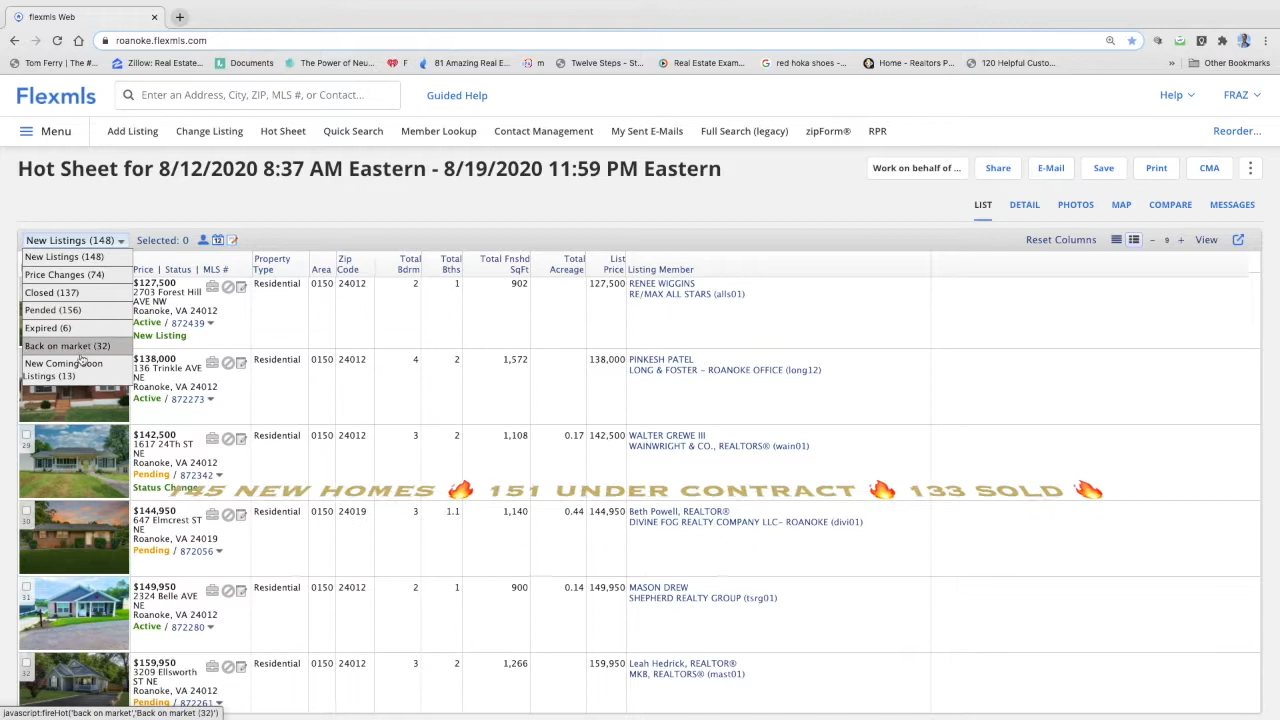 flexmls Web
roanoke.flexmls.com
Tom Ferry | The #...
Zillow: Real Estate...
Documents
The Power of Neu...
F
81 Amazing Real E...
m
Twelve Steps - St...
Real Estate Exam...
red hoka shoes -...
Home - Realtors P...
120 Helpful Custo...
»
Other Bookmarks
Flexmls
Enter an Address, City, ZIP, MLS #, or Contact...
Guided Help
Help
FRAZ
Menu
Add Listing
Change Listing
Hot Sheet
Quick Search
Member Lookup
Contact Management
My Sent E-Mails
Full Search (legacy)
zipForm®
RPR
Reorder...
Hot Sheet for 8/12/2020 8:37 AM Eastern - 8/19/2020 11:59 PM Eastern
Work on behalf of ...
Share
E-Mail
Save
Print
CMA
LIST
DETAIL
PHOTOS
MAP
COMPARE
MESSAGES
New Listings (148)
Selected: 0
12
Reset Columns
− 9 +
View
New Listings (148)
Price Changes (74)
Closed (137)
Pended (156)
Expired (6)
Back on market (32)
New Coming Soon
Listings (13)
Price | Status | MLS #
Property
Type
Area
Zip
Code
Total
Bdrm
Total
Bths
Total Fnshd
SqFt
Total
Acreage
List
Price
Listing Member
$127,500
2703 Forest Hill
AVE NW
Roanoke, VA 24012
Active / 872439
New Listing
Residential
0150
24012
2
1
902
127,500
RENEE WIGGINS
RE/MAX ALL STARS (alls01)
$138,000
136 Trinkle AVE
NE
Roanoke, VA 24012
Active / 872273
Residential
0150
24012
4
2
1,572
138,000
PINKESH PATEL
LONG & FOSTER - ROANOKE OFFICE (long12)
29
$142,500
1617 24Th ST
NE
Roanoke, VA 24012
Pending / 872342
Status Change
Residential
0150
24012
3
2
1,108
0.17
142,500
WALTER GREWE III
WAINWRIGHT & CO., REALTORS® (wain01)
145 NEW HOMES 🔥 151 UNDER CONTRACT 🔥 133 SOLD 🔥
30
$144,950
647 Elmcrest ST
NE
Roanoke, VA 24019
Pending / 872056
Residential
0150
24019
3
1.1
1,140
0.44
144,950
Beth Powell, REALTOR®
DIVINE FOG REALTY COMPANY LLC- ROANOKE (divi01)
31
$149,950
2324 Belle AVE
NE
Roanoke, VA 24012
Active / 872280
Residential
0150
24012
2
1
900
0.14
149,950
MASON DREW
SHEPHERD REALTY GROUP (tsrg01)
32
$159,950
3209 Ellsworth
ST NE
Roanoke, VA 24012
Pending / 872261
Residential
0150
24012
3
2
1,266
159,950
Leah Hedrick, REALTOR®
MKB, REALTORS® (mast01)
javascript:fireHot('back on market','Back on market (32)')